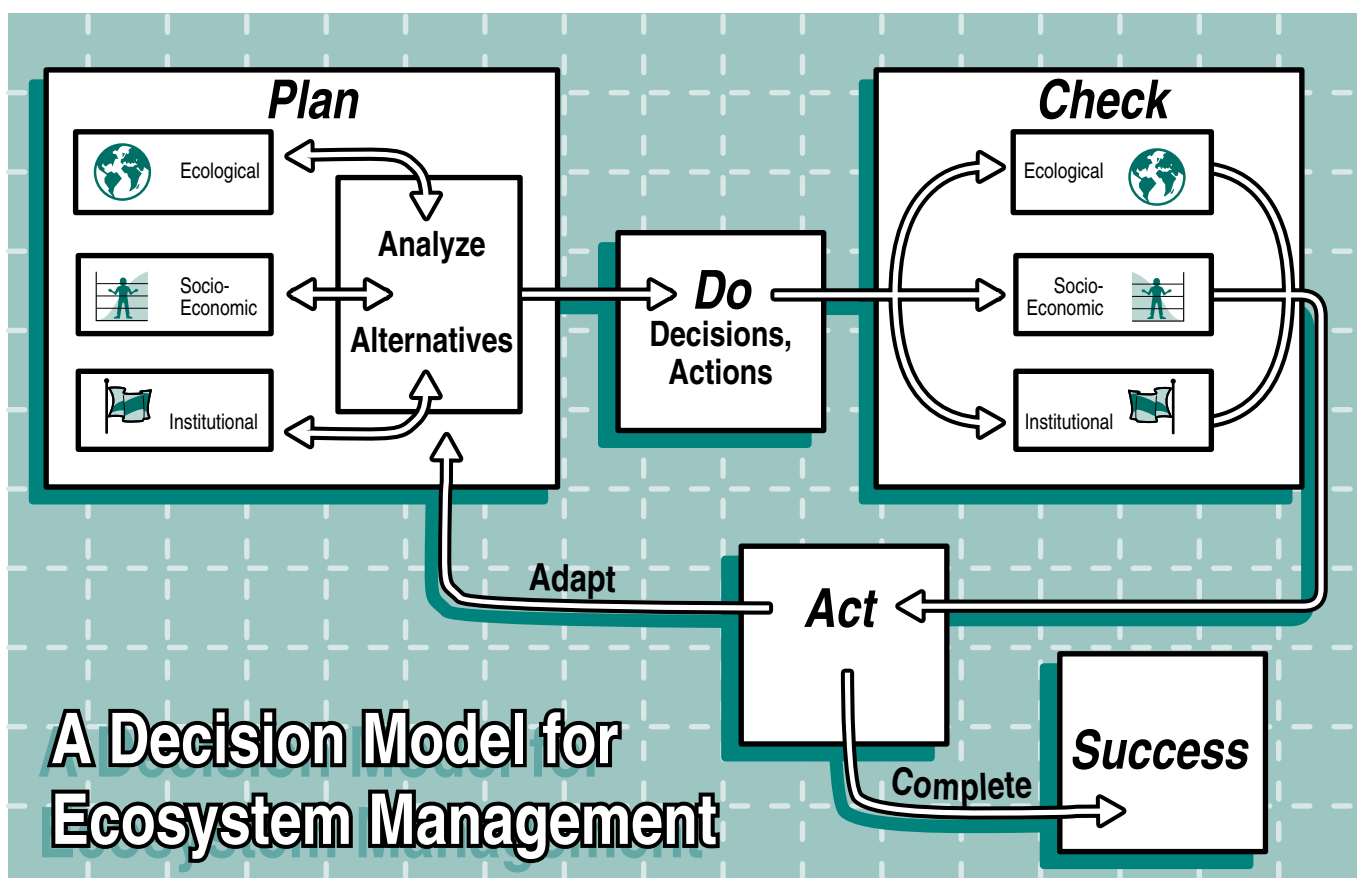 Plan
Ecological
Socio-
Economic
Institutional
Analyze
Alternatives
Do
Decisions,
Actions
Check
Ecological
Socio-
Economic
Institutional
Adapt
Act
Complete
Success
A Decision Model for
Ecosystem Management